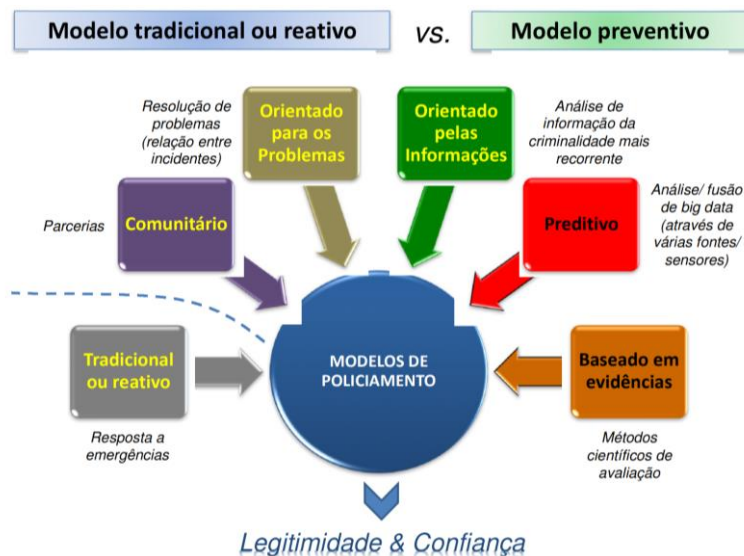 Modelo tradicional ou reativo
vs.
Modelo preventivo
Resolução de
problemas
(relação entre
incidentes)
Orientado
para os
Problemas
Orientado
pelas
Informações
Análise de
informação da
criminalidade mais
recorrente
Parcerias
Comunitário
Preditivo
Análise/ fusão
de big data
(através de
várias fontes/
sensores)
Tradicional
ou reativo
MODELOS DE
POLICIAMENTO
Baseado em
evidências
Resposta a
emergências
Métodos
científicos de
avaliação
Legitimidade & Confiança